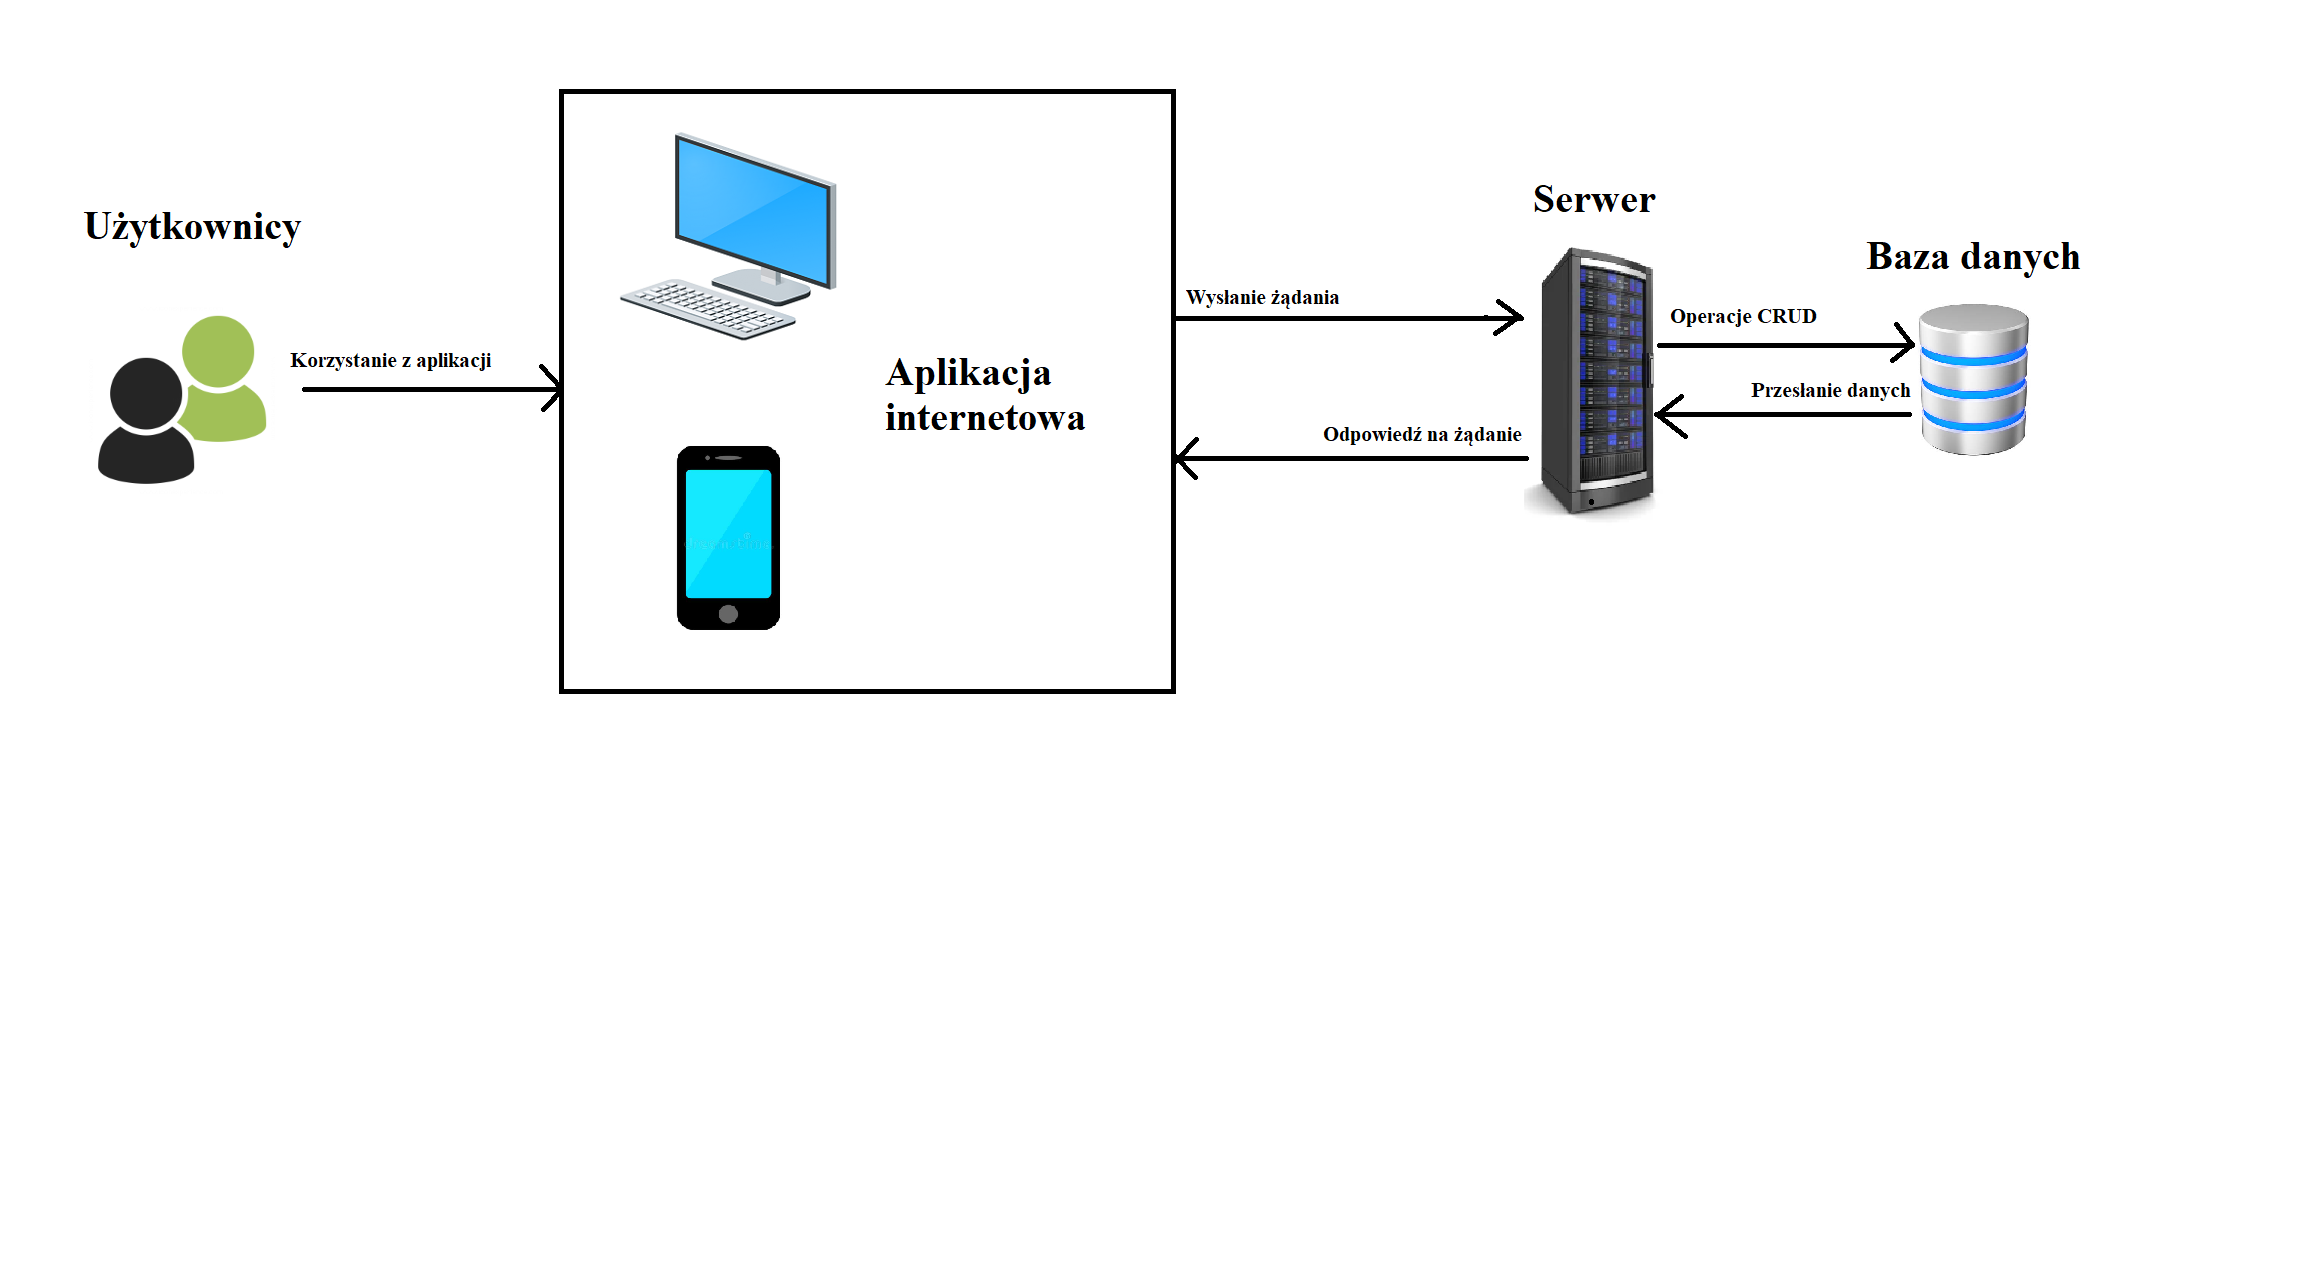 Użytkownicy
Korzystanie z aplikacji
Aplikacja
internetowa
Wysłanie żądania
Odpowiedź na żądanie
Serwer
Operacje CRUD
Przesłanie danych
Baza danych